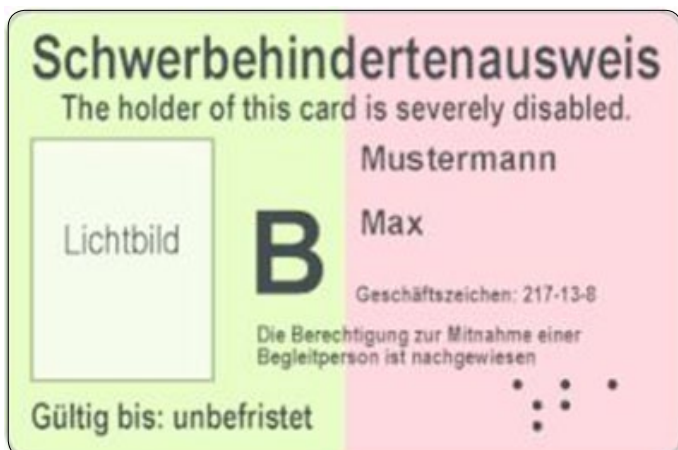 Schwerbehindertenausweis
The holder of this card is severely disabled.
Mustermann
Max
Lichtbild
B
Geschäftszeichen: 217-13-8
Die Berechtigung zur Mitnahme einer
Begleitperson ist nachgewiesen
Gültig bis: unbefristet